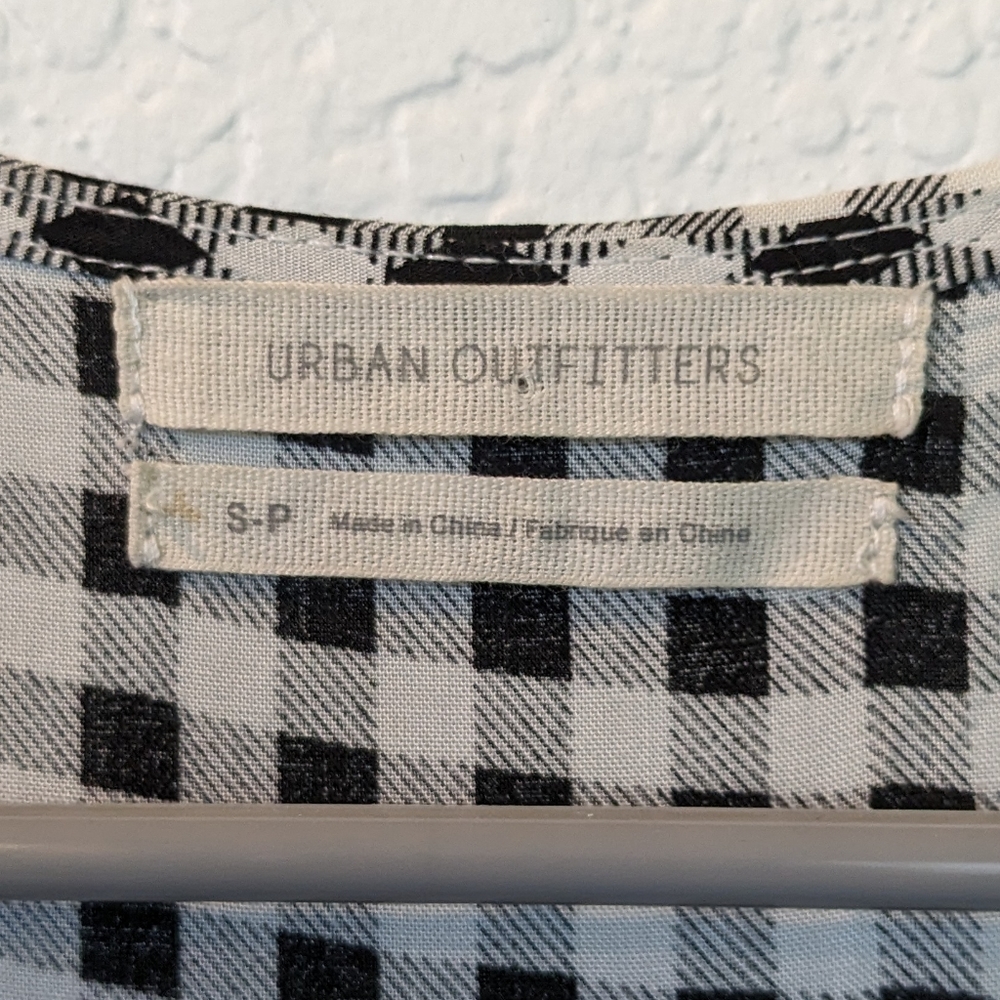 URBAN OUTFITTERS
S-P Made in China / Fabriqué en Chine